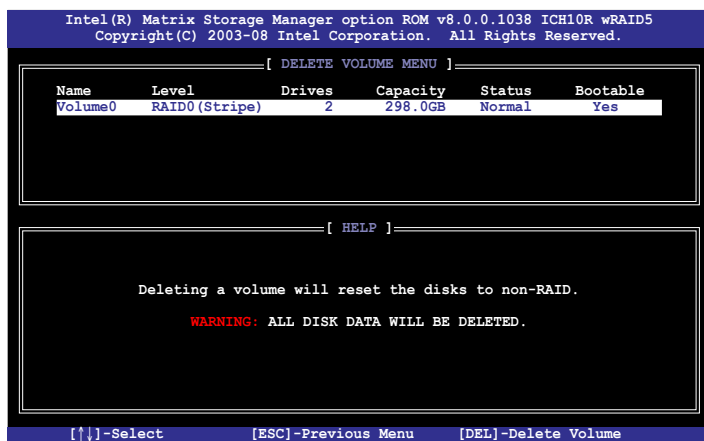 Intel(R) Matrix Storage Manager option ROM v8.0.0.1038 ICH10R wRAID5
Copyright(C) 2003-08 Intel Corporation.  All Rights Reserved.
[ DELETE VOLUME MENU ]
Name Level Drives Capacity Status Bootable
Volume0 RAID0(Stripe) 2 298.0GB Normal Yes
[ HELP ]
Deleting a volume will reset the disks to non-RAID.
WARNING: ALL DISK DATA WILL BE DELETED.
[↑↓]-Select [ESC]-Previous Menu [DEL]-Delete Volume